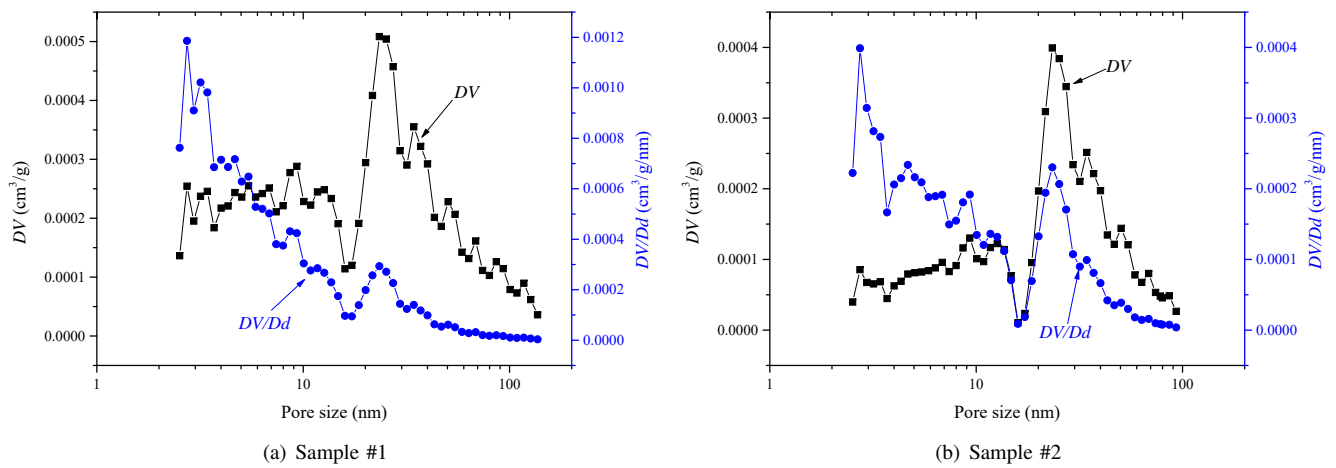 0.0005
0.0004
0.0003
0.0002
0.0001
0.0000
DV (cm³/g)
0.0012
0.0010
0.0008
0.0006
0.0004
0.0002
0.0000
DV/Dd (cm³/g/nm)
DV
DV/Dd
1
10
100
Pore size (nm)
(a) Sample #1
0.0004
0.0003
0.0002
0.0001
0.0000
DV (cm³/g)
0.0004
0.0003
0.0002
0.0001
0.0000
DV/Dd (cm³/g/nm)
DV
DV/Dd
1
10
100
Pore size (nm)
(b) Sample #2